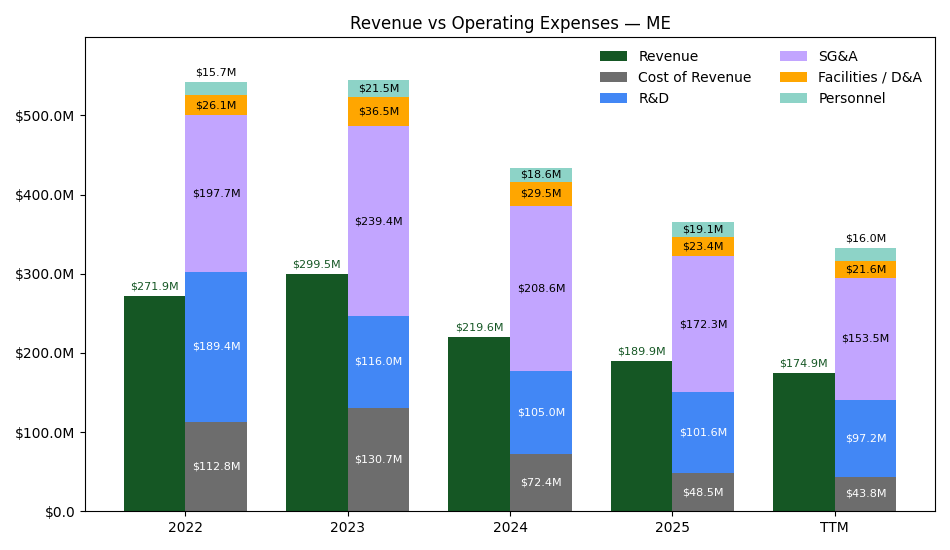 Revenue vs Operating Expenses — ME
Revenue
Cost of Revenue
R&D
SG&A
Facilities / D&A
Personnel
$500.0M
$400.0M
$300.0M
$200.0M
$100.0M
$0.0
$271.9M
$15.7M
$26.1M
$197.7M
$189.4M
$112.8M
$299.5M
$21.5M
$36.5M
$239.4M
$116.0M
$130.7M
$219.6M
$18.6M
$29.5M
$208.6M
$105.0M
$72.4M
$189.9M
$19.1M
$23.4M
$172.3M
$101.6M
$48.5M
$174.9M
$16.0M
$21.6M
$153.5M
$97.2M
$43.8M
2022
2023
2024
2025
TTM